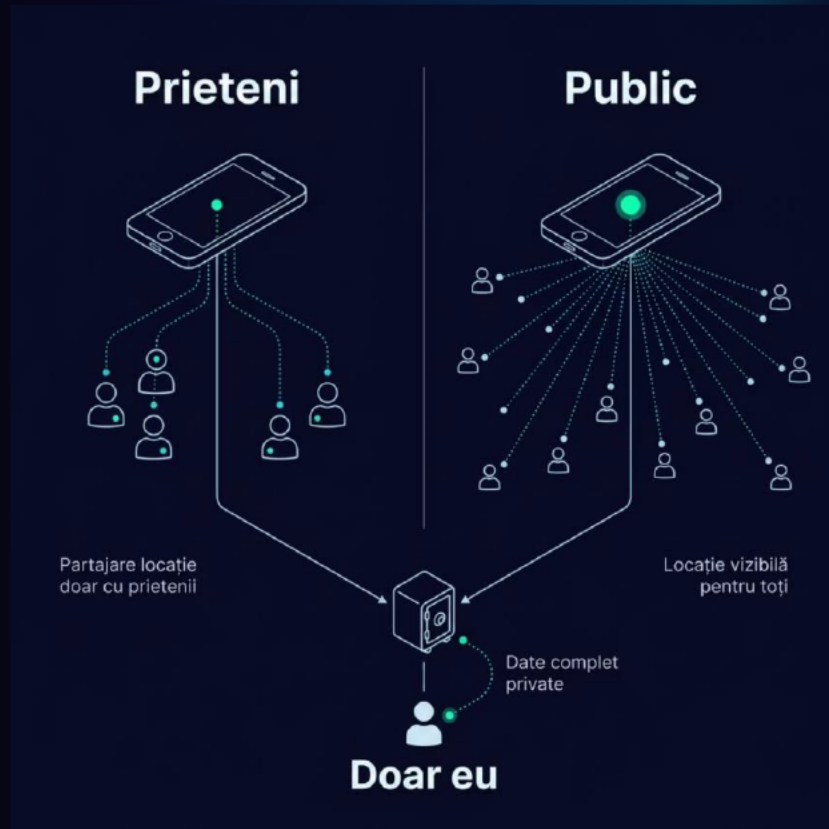 Prieteni
Public
Partajare locație
doar cu prietenii
Locație vizibilă
pentru toți
Date complet
private
Doar eu